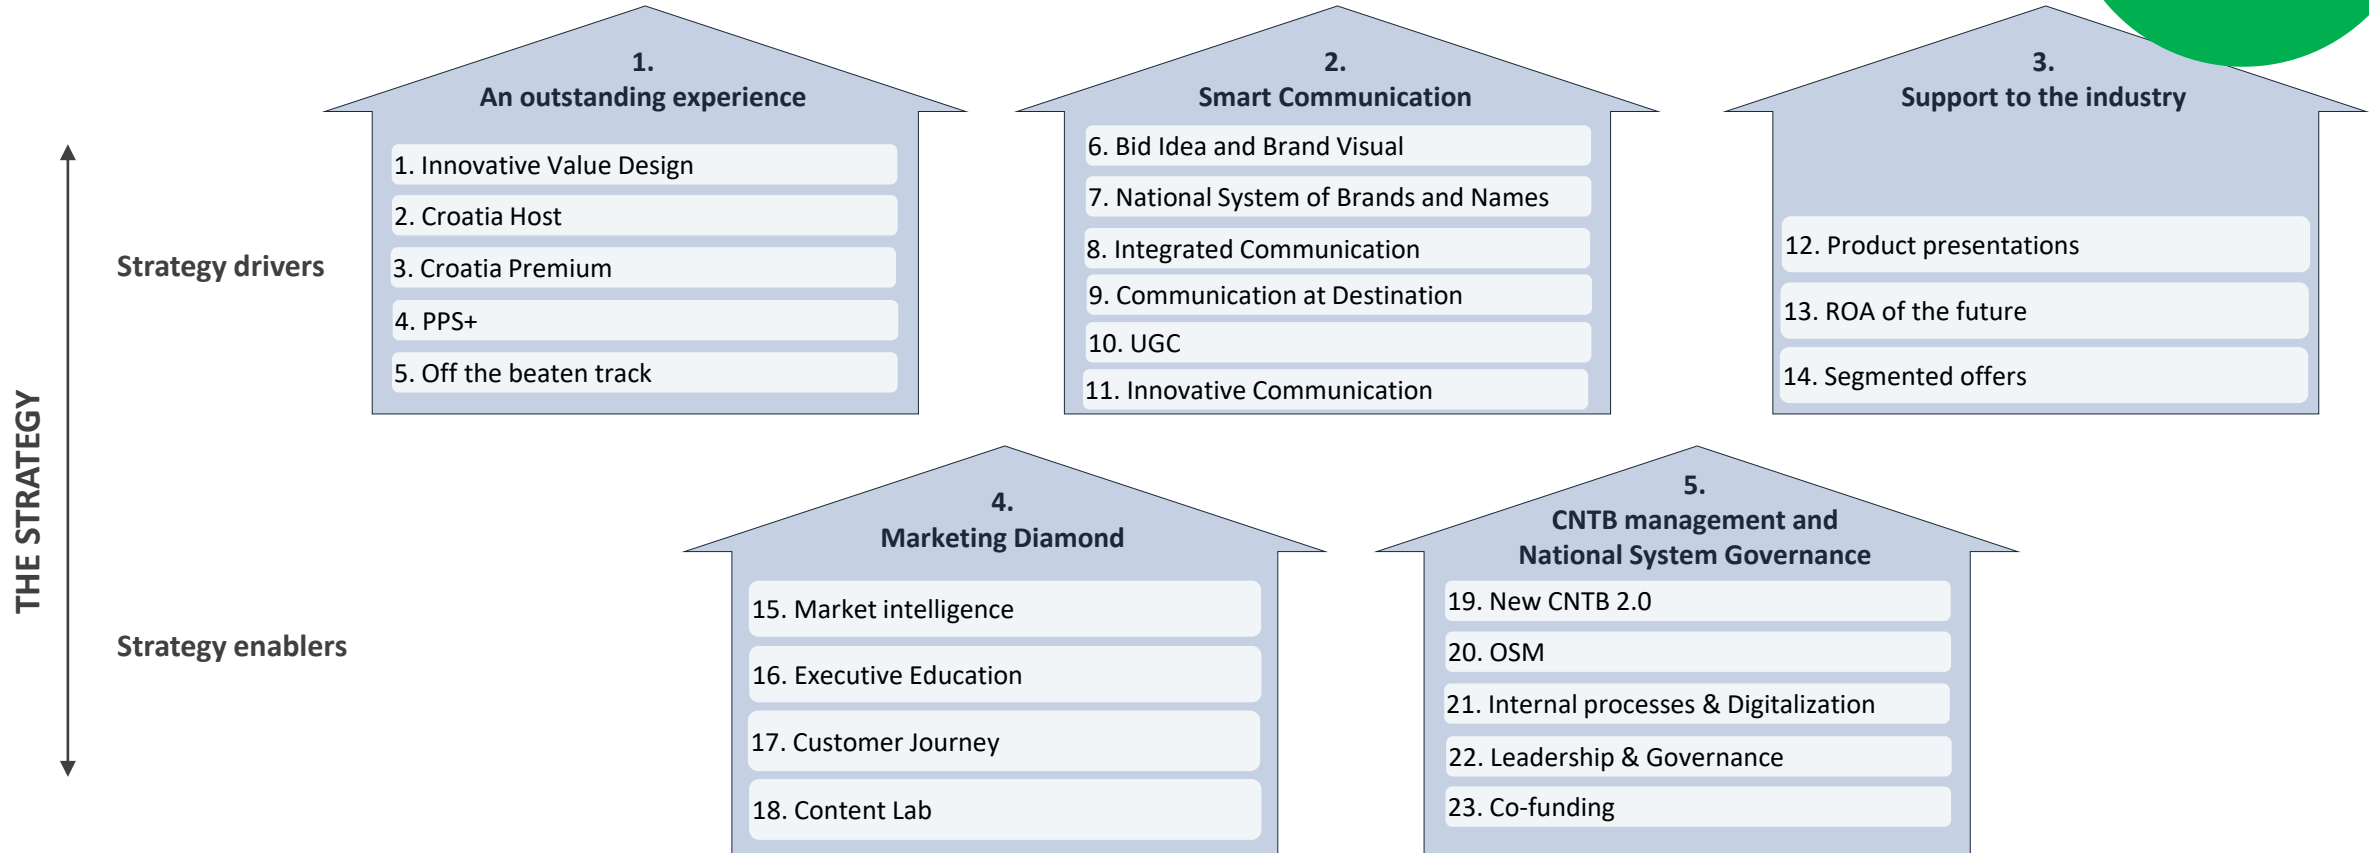 THE STRATEGY
Strategy drivers
1.
An outstanding experience
1. Innovative Value Design
2. Croatia Host
3. Croatia Premium
4. PPS+
5. Off the beaten track
2.
Smart Communication
6. Bid Idea and Brand Visual
7. National System of Brands and Names
8. Integrated Communication
9. Communication at Destination
10. UGC
11. Innovative Communication
3.
Support to the industry
12. Product presentations
13. ROA of the future
14. Segmented offers
Strategy enablers
4.
Marketing Diamond
15. Market intelligence
16. Executive Education
17. Customer Journey
18. Content Lab
5.
CNTB management and
National System Governance
19. New CNTB 2.0
20. OSM
21. Internal processes & Digitalization
22. Leadership & Governance
23. Co-funding